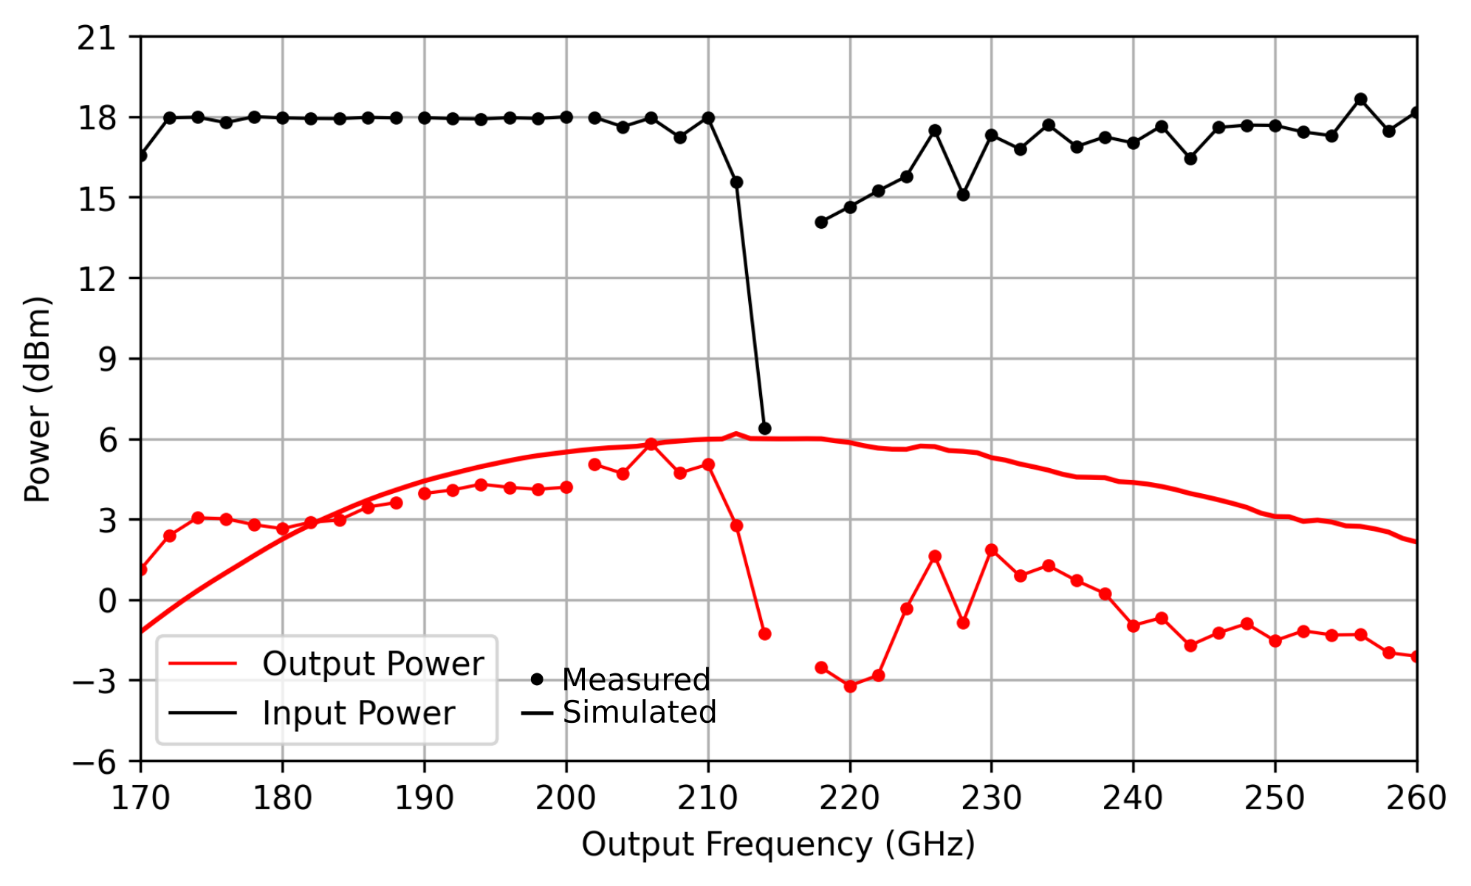 21
18
15
12
9
6
3
0
−3
−6
Power (dBm)
Output Power
Input Power
Measured
Simulated
170 180 190 200 210 220 230 240 250 260
Output Frequency (GHz)